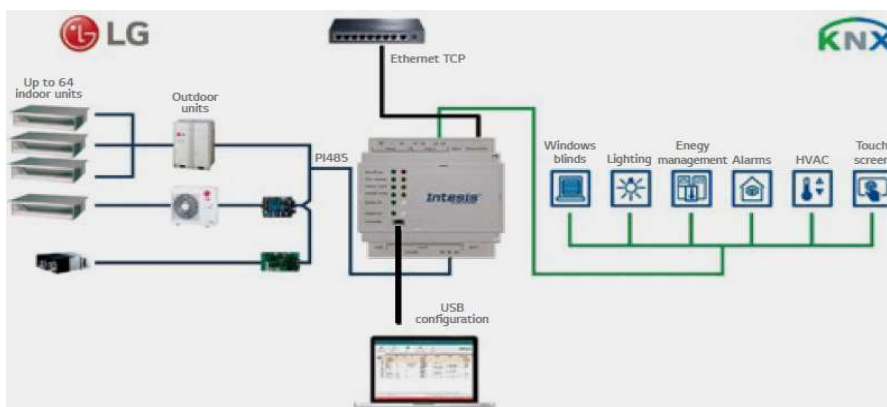 LG
KNX
Ethernet TCP
Up to 64
indoor units
Outdoor
units
PI485
Windows
blinds
Lighting
Enegy
management
Alarms
HVAC
Touch
screen
Intesis
USB
configuration